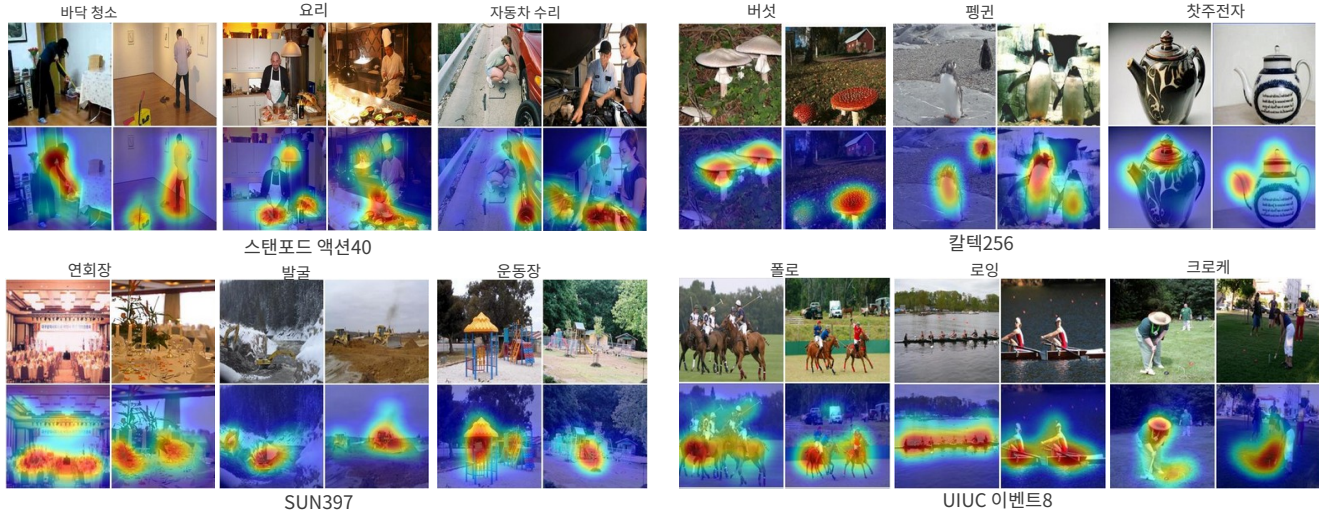 바닥 청소
요리
자동차 수리
버섯
펭귄
찻주전자
스탠포드 액션40
칼텍256
연회장
발굴
운동장
폴로
로잉
크로케
SUN397
UIUC 이벤트8